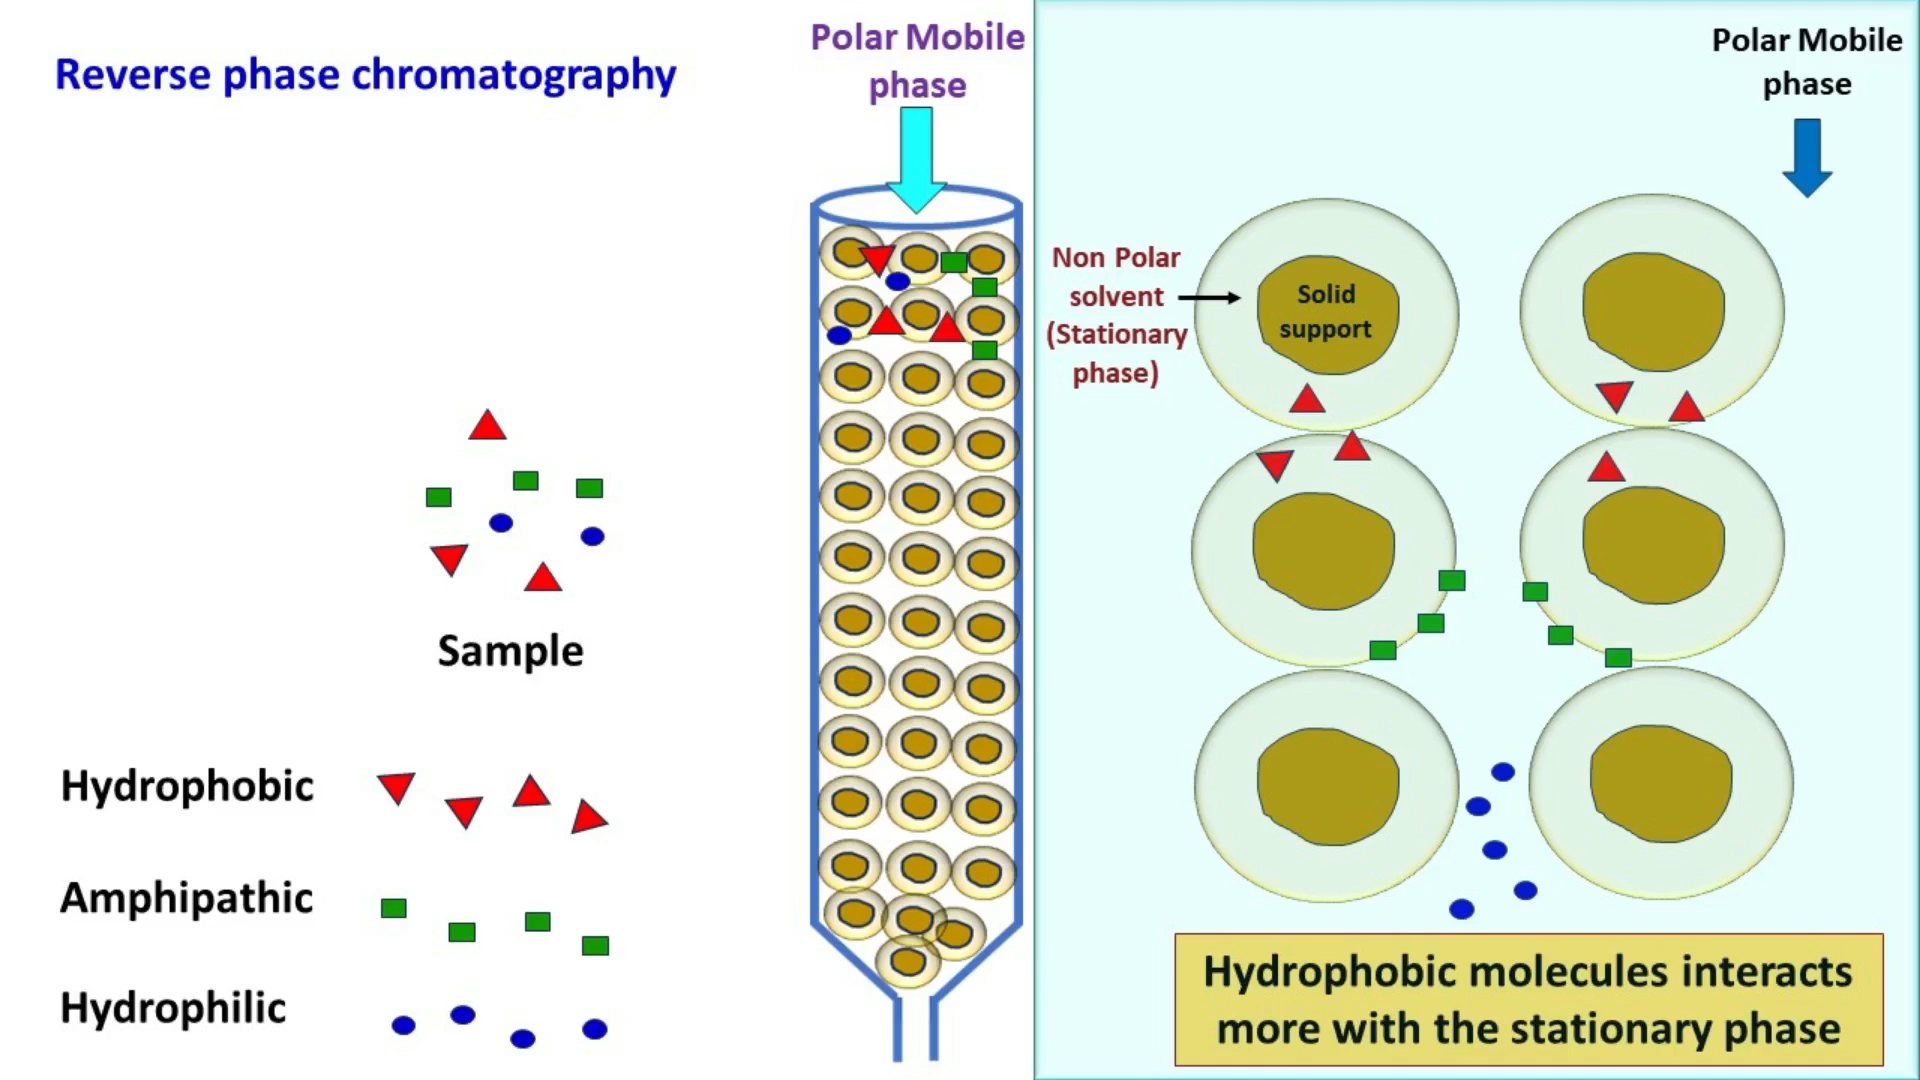 Reverse phase chromatography
Polar Mobile
phase
Sample
Hydrophobic
Amphipathic
Hydrophilic
Polar Mobile
phase
Non Polar
solvent
(Stationary
phase)
Solid
support
Hydrophobic molecules interacts
more with the stationary phase